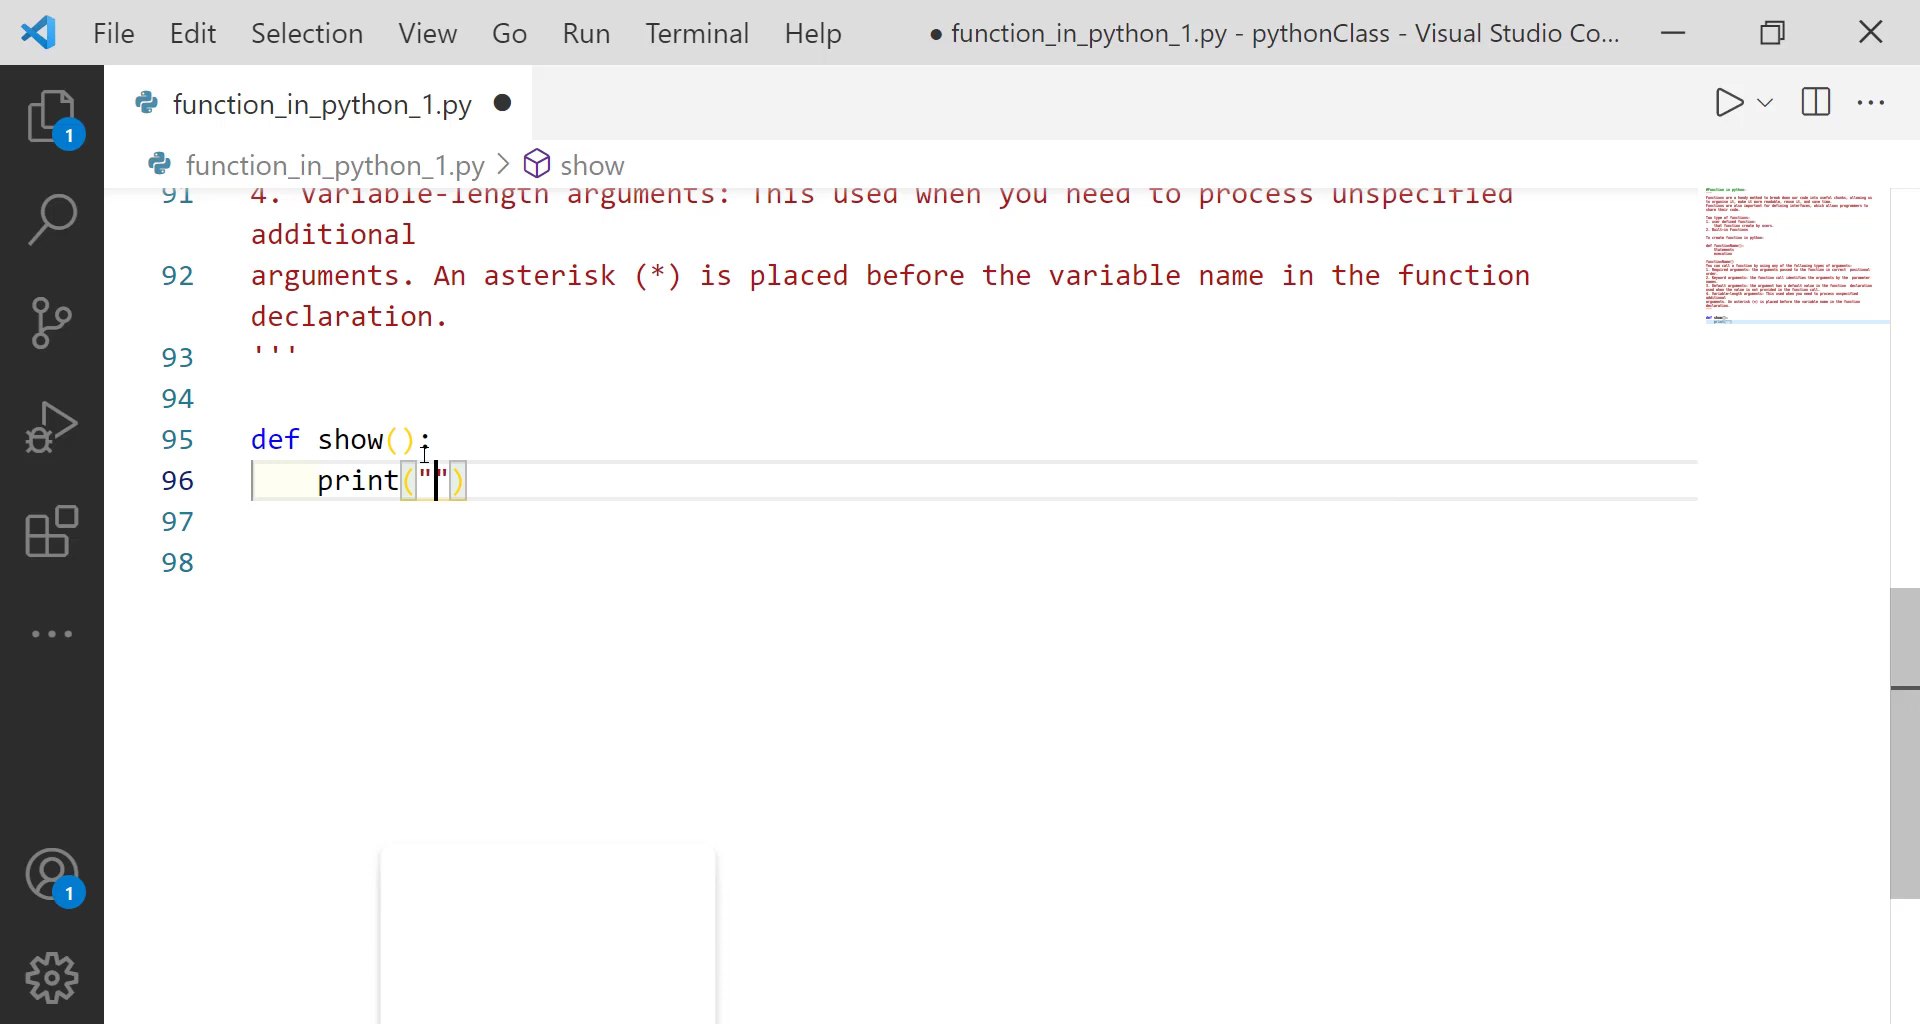 File Edit Selection View Go Run Terminal Help ● function_in_python_1.py - pythonClass - Visual Studio Co...
function_in_python_1.py ●
function_in_python_1.py > show
91 4. Variable-length arguments: This used when you need to process unspecified
additional
92 arguments. An asterisk (*) is placed before the variable name in the function
declaration.
93 '''
94
95 def show():
96 print("")
97
98
1
1